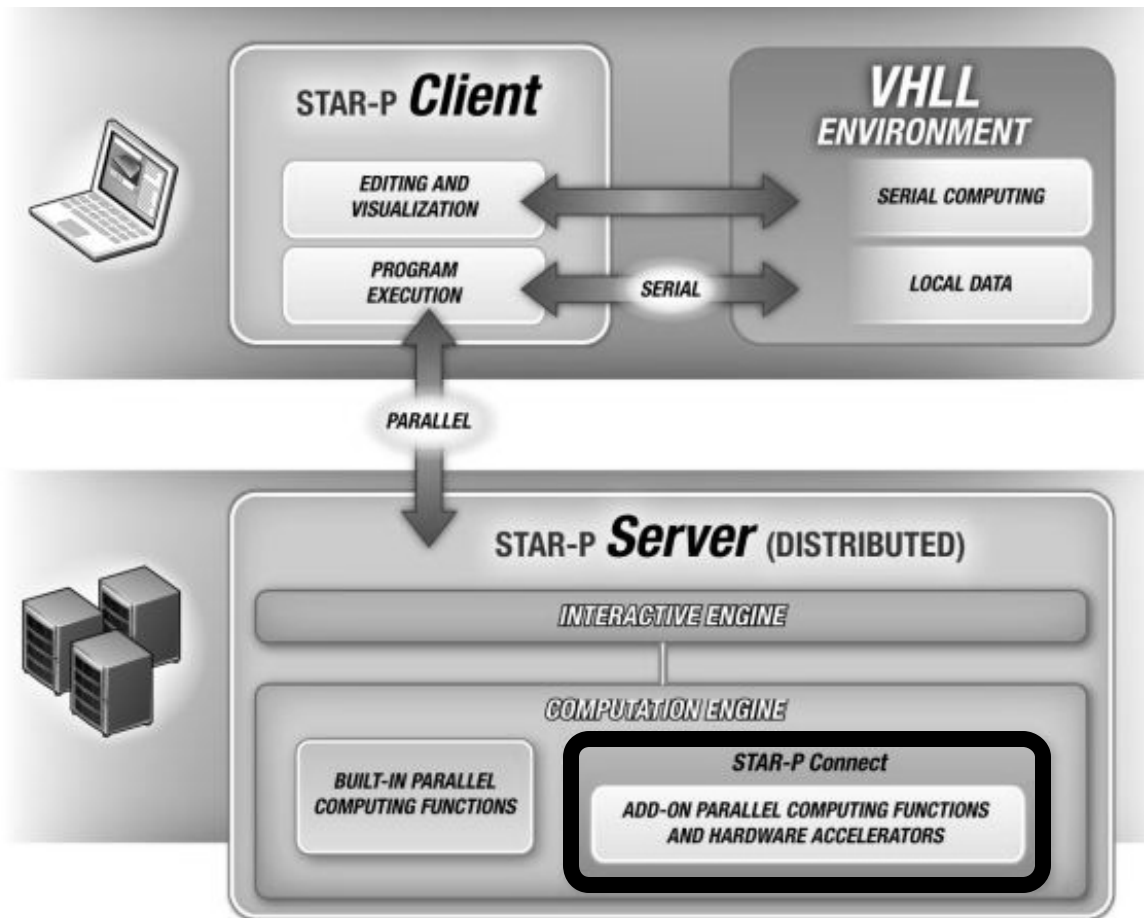 STAR-P Client
EDITING AND
VISUALIZATION
PROGRAM
EXECUTION
VHLL
ENVIRONMENT
SERIAL COMPUTING
LOCAL DATA
SERIAL
PARALLEL
STAR-P Server (DISTRIBUTED)
INTERACTIVE ENGINE
COMPUTATION ENGINE
BUILT-IN PARALLEL
COMPUTING FUNCTIONS
STAR-P Connect
ADD-ON PARALLEL COMPUTING FUNCTIONS
AND HARDWARE ACCELERATORS